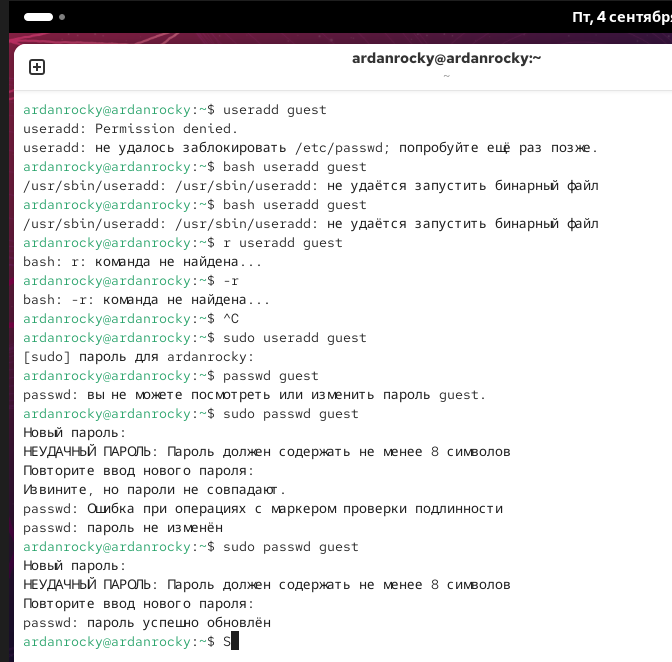 Пт, 4 сентября
ardanrocky@ardanrocky:~
~
ardanrocky@ardanrocky:~$ useradd guest
useradd: Permission denied.
useradd: не удалось заблокировать /etc/passwd; попробуйте ещё раз позже.
ardanrocky@ardanrocky:~$ bash useradd guest
/usr/sbin/useradd: /usr/sbin/useradd: не удаётся запустить бинарный файл
ardanrocky@ardanrocky:~$ bash useradd guest
/usr/sbin/useradd: /usr/sbin/useradd: не удаётся запустить бинарный файл
ardanrocky@ardanrocky:~$ r useradd guest
bash: r: команда не найдена...
ardanrocky@ardanrocky:~$ -r
bash: -r: команда не найдена...
ardanrocky@ardanrocky:~$ ^C
ardanrocky@ardanrocky:~$ sudo useradd guest
[sudo] пароль для ardanrocky:
ardanrocky@ardanrocky:~$ passwd guest
passwd: вы не можете посмотреть или изменить пароль guest.
ardanrocky@ardanrocky:~$ sudo passwd guest
Новый пароль:
НЕУДАЧНЫЙ ПАРОЛЬ: Пароль должен содержать не менее 8 символов
Повторите ввод нового пароля:
Извините, но пароли не совпадают.
passwd: Ошибка при операциях с маркером проверки подлинности
passwd: пароль не изменён
ardanrocky@ardanrocky:~$ sudo passwd guest
Новый пароль:
НЕУДАЧНЫЙ ПАРОЛЬ: Пароль должен содержать не менее 8 символов
Повторите ввод нового пароля:
passwd: пароль успешно обновлён
ardanrocky@ardanrocky:~$ S